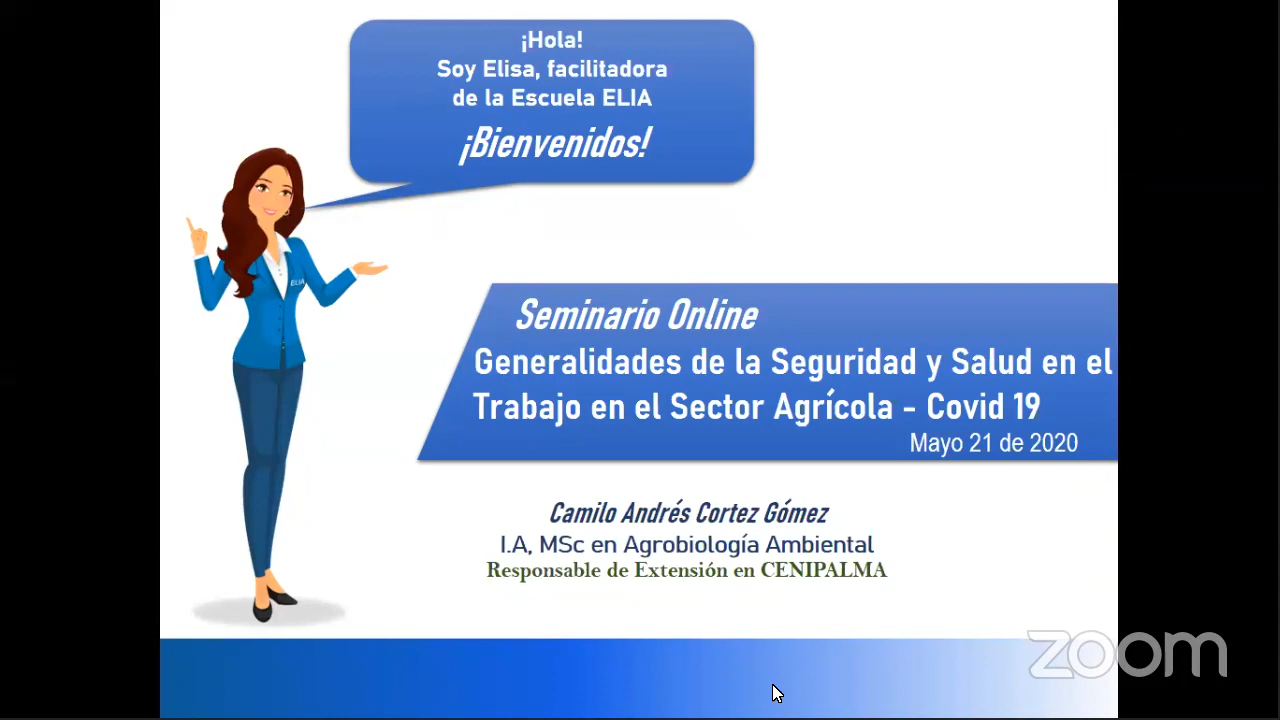 ¡Hola!
Soy Elisa, facilitadora
de la Escuela ELIA
¡Bienvenidos!
ELIA
Seminario Online
Generalidades de la Seguridad y Salud en el
Trabajo en el Sector Agrícola - Covid 19
Mayo 21 de 2020
Camilo Andrés Cortez Gómez
I.A, MSc en Agrobiología Ambiental
Responsable de Extensión en CENIPALMA
zoom